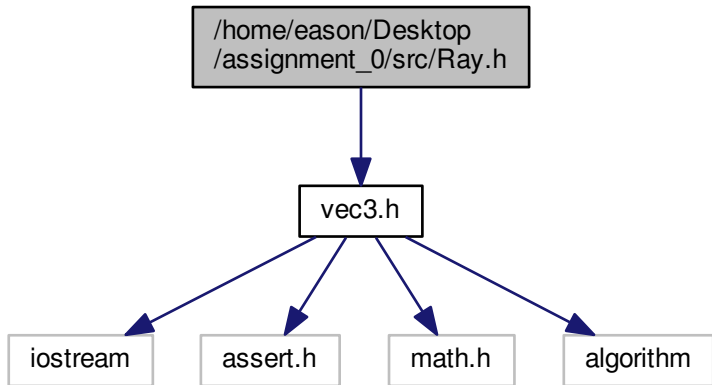 /home/eason/Desktop
/assignment_0/src/Ray.h
vec3.h
iostream
assert.h
math.h
algorithm